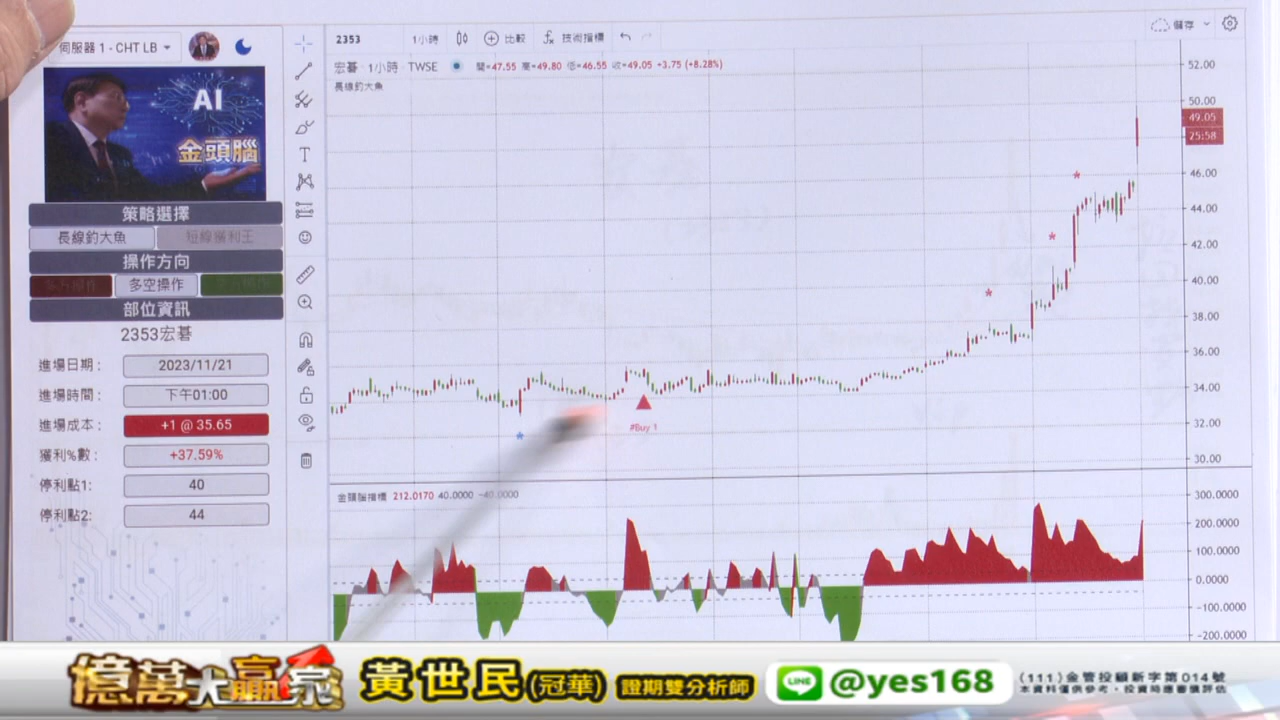 伺服器 1 - CHT LB
AI
金頭腦
策略選擇
長線釣大魚
短線獲利王
操作方向
多空操作
部位資訊
2353宏碁
進場日期：
2023/11/21
進場時間：
下午01:00
進場成本：
+1 @ 35.65
獲利%數：
+37.59%
停利點1:
40
停利點2:
44
2353
1小時
比較
技術指標
儲存
宏碁 · 1小時 · TWSE 開=47.55 高=49.80 低=46.55 收=49.05 +3.75 (+8.28%)
長線釣大魚
52.00
50.00
49.05
25:58
46.00
44.00
42.00
40.00
38.00
36.00
34.00
32.00
30.00
#Buy 1
金頭腦指標 212.0170 40.0000 -40.0000
300.0000
200.0000
100.0000
0.0000
-100.0000
-200.0000
億萬大贏家
黃世民(冠華) 證期雙分析師
LINE @yes168
(111)金管投顧新字第014號
本資料僅供參考，投資時應審慎評估